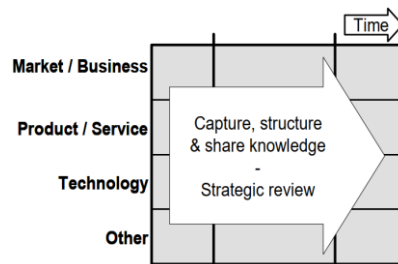 Time
Market / Business
Product / Service
Technology
Other
Capture, structure
& share knowledge
-
Strategic review